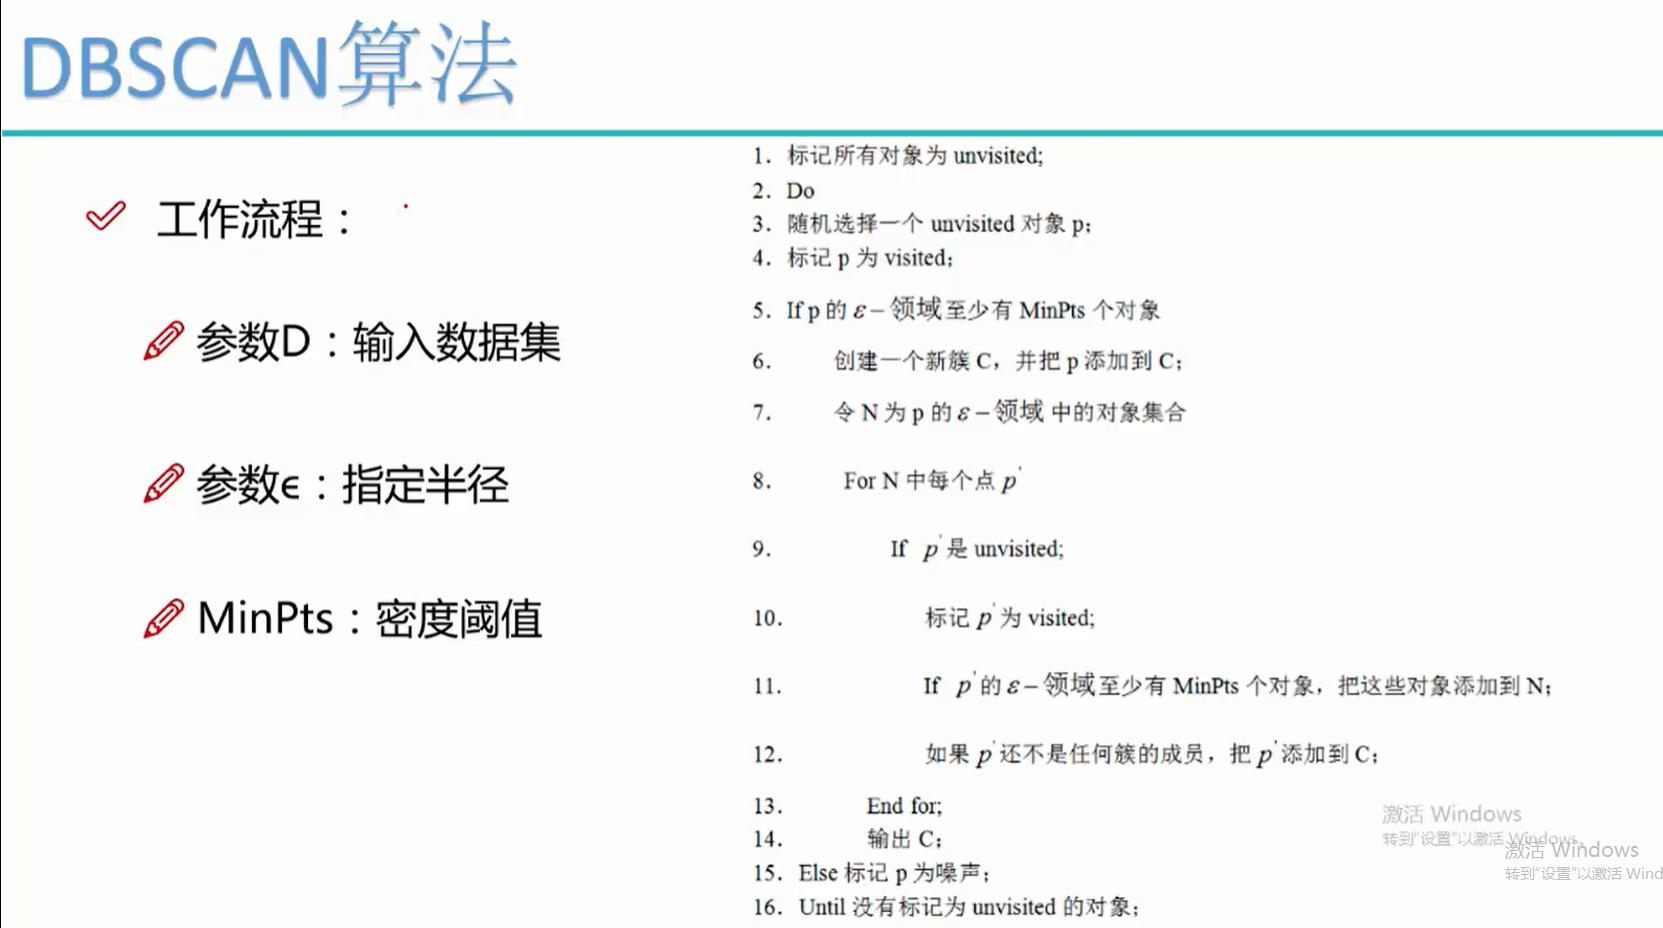 DBSCAN算法
工作流程：
参数D：输入数据集
参数ϵ：指定半径
MinPts：密度阈值
1. 标记所有对象为 unvisited;
2. Do
3. 随机选择一个 unvisited 对象 p;
4. 标记 p 为 visited;
5. If p 的 ε – 领域至少有 MinPts 个对象
6. 创建一个新簇 C，并把 p 添加到 C;
7. 令 N 为 p 的 ε – 领域 中的对象集合
8. For N 中每个点 p'
9. If p' 是 unvisited;
10. 标记 p' 为 visited;
11. If p' 的 ε – 领域至少有 MinPts 个对象，把这些对象添加到 N;
12. 如果 p' 还不是任何簇的成员，把 p' 添加到 C;
13. End for;
14. 输出 C;
15. Else 标记 p 为噪声;
16. Until 没有标记为 unvisited 的对象;
激活 Windows
转到"设置"以激活 Windows。
激活 Windows
转到"设置"以激活 Wind